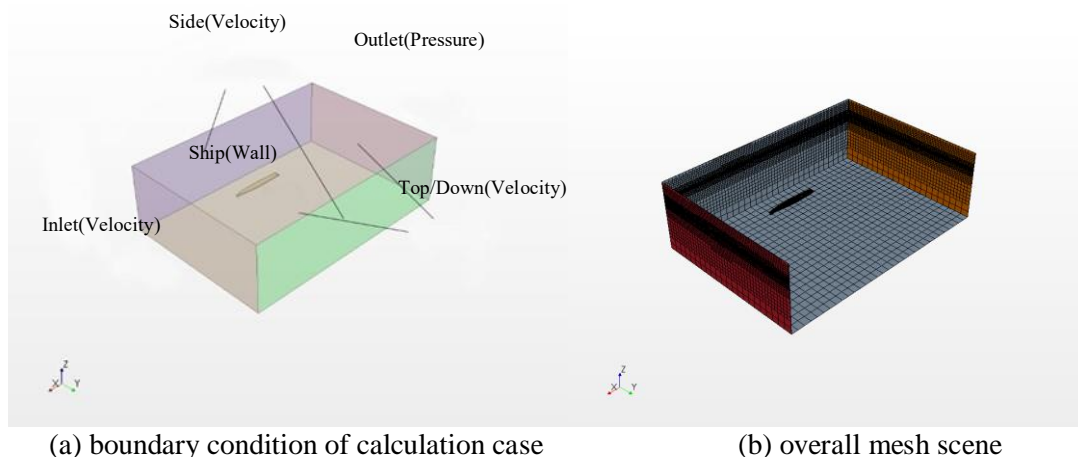 Side(Velocity)
Outlet(Pressure)
Ship(Wall)
Top/Down(Velocity)
Inlet(Velocity)
Z
X
Y
Z
X
Y
(a) boundary condition of calculation case
(b) overall mesh scene